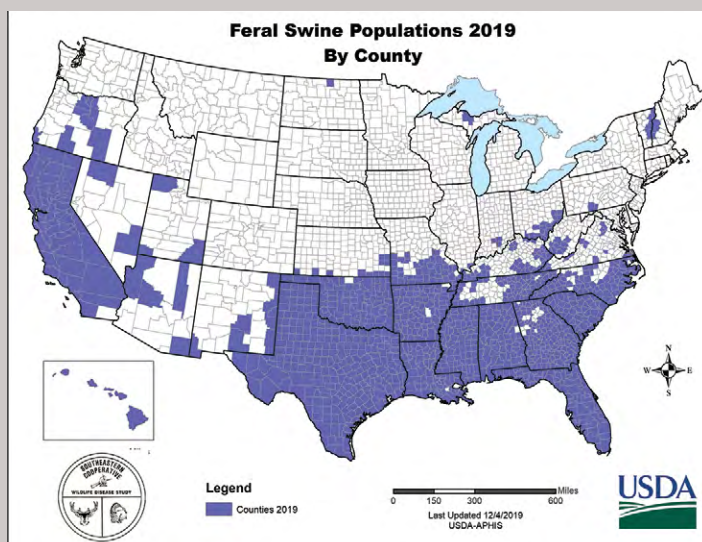 Feral Swine Populations 2019
By County
N
W E
S
SOUTHEASTERN
COOPERATIVE
WILDLIFE DISEASE STUDY
Legend
Counties 2019
Miles
0 150 300 600
Last Updated 12/4/2019
USDA-APHIS
USDA